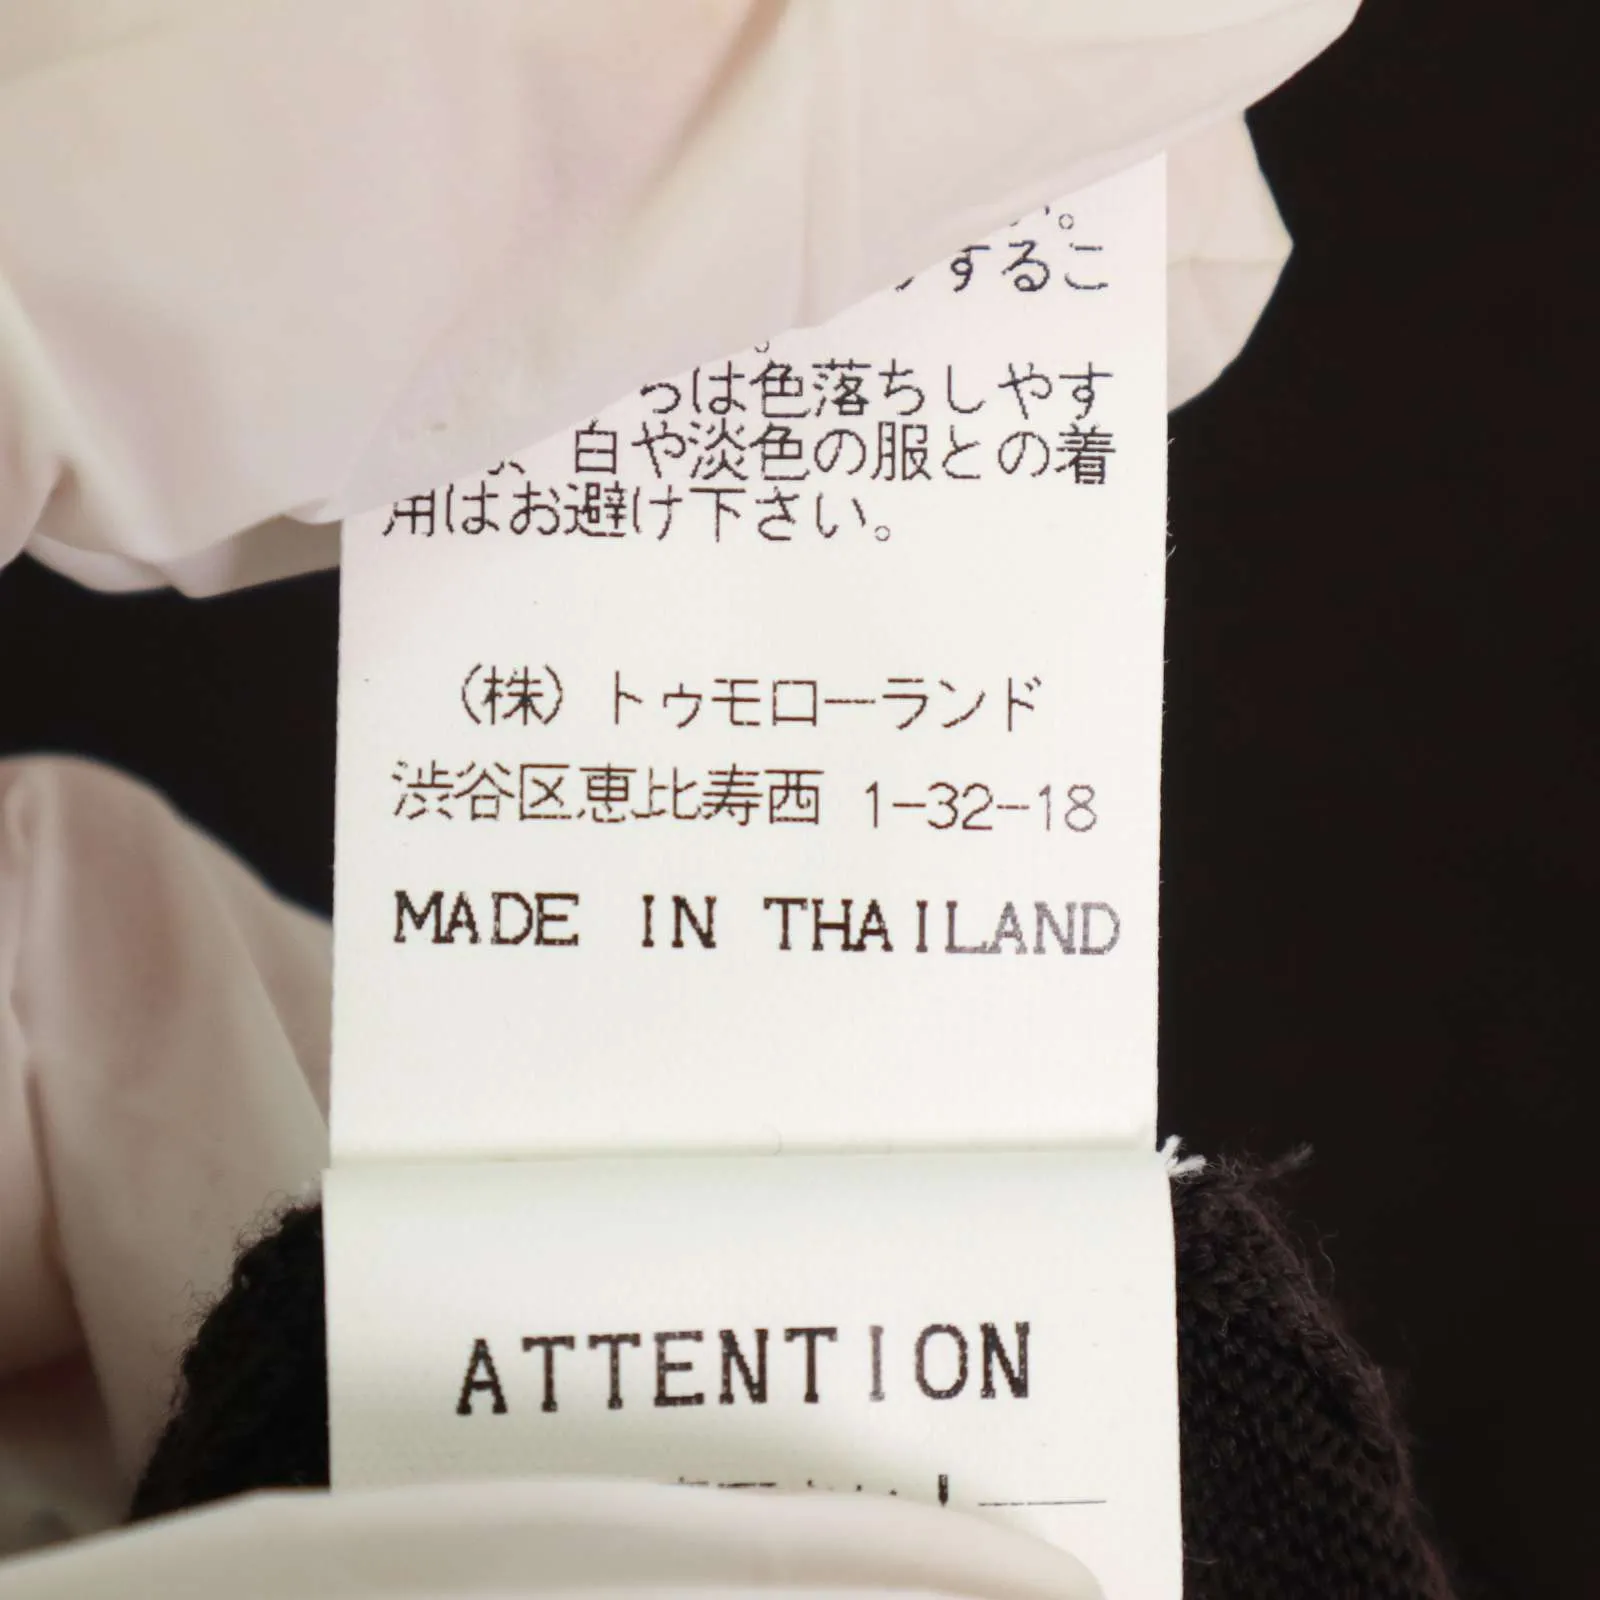 するこ
は色落ちしやす
白や淡色の服との着
用はお避け下さい。
(株) トゥモローランド
渋谷区恵比寿西 1-32-18
MADE IN THAILAND
ATTENTION